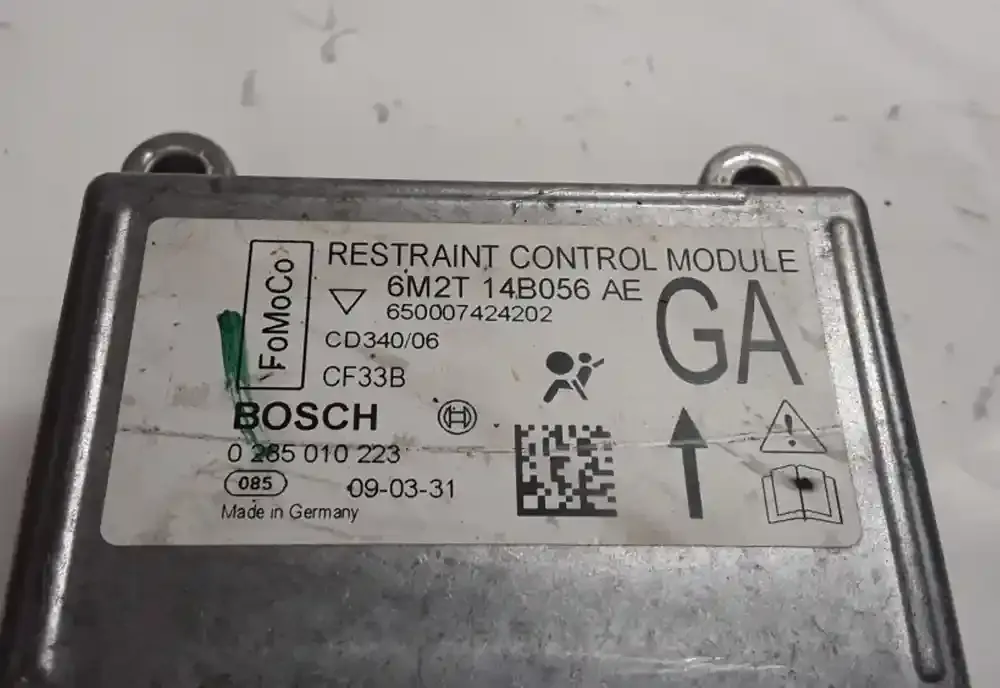 FoMoCo
RESTRAINT CONTROL MODULE
6M2T 14B056 AE
650007424202
CD340/06
CF33B
GA
BOSCH
0 285 010 223
085
09-03-31
Made in Germany